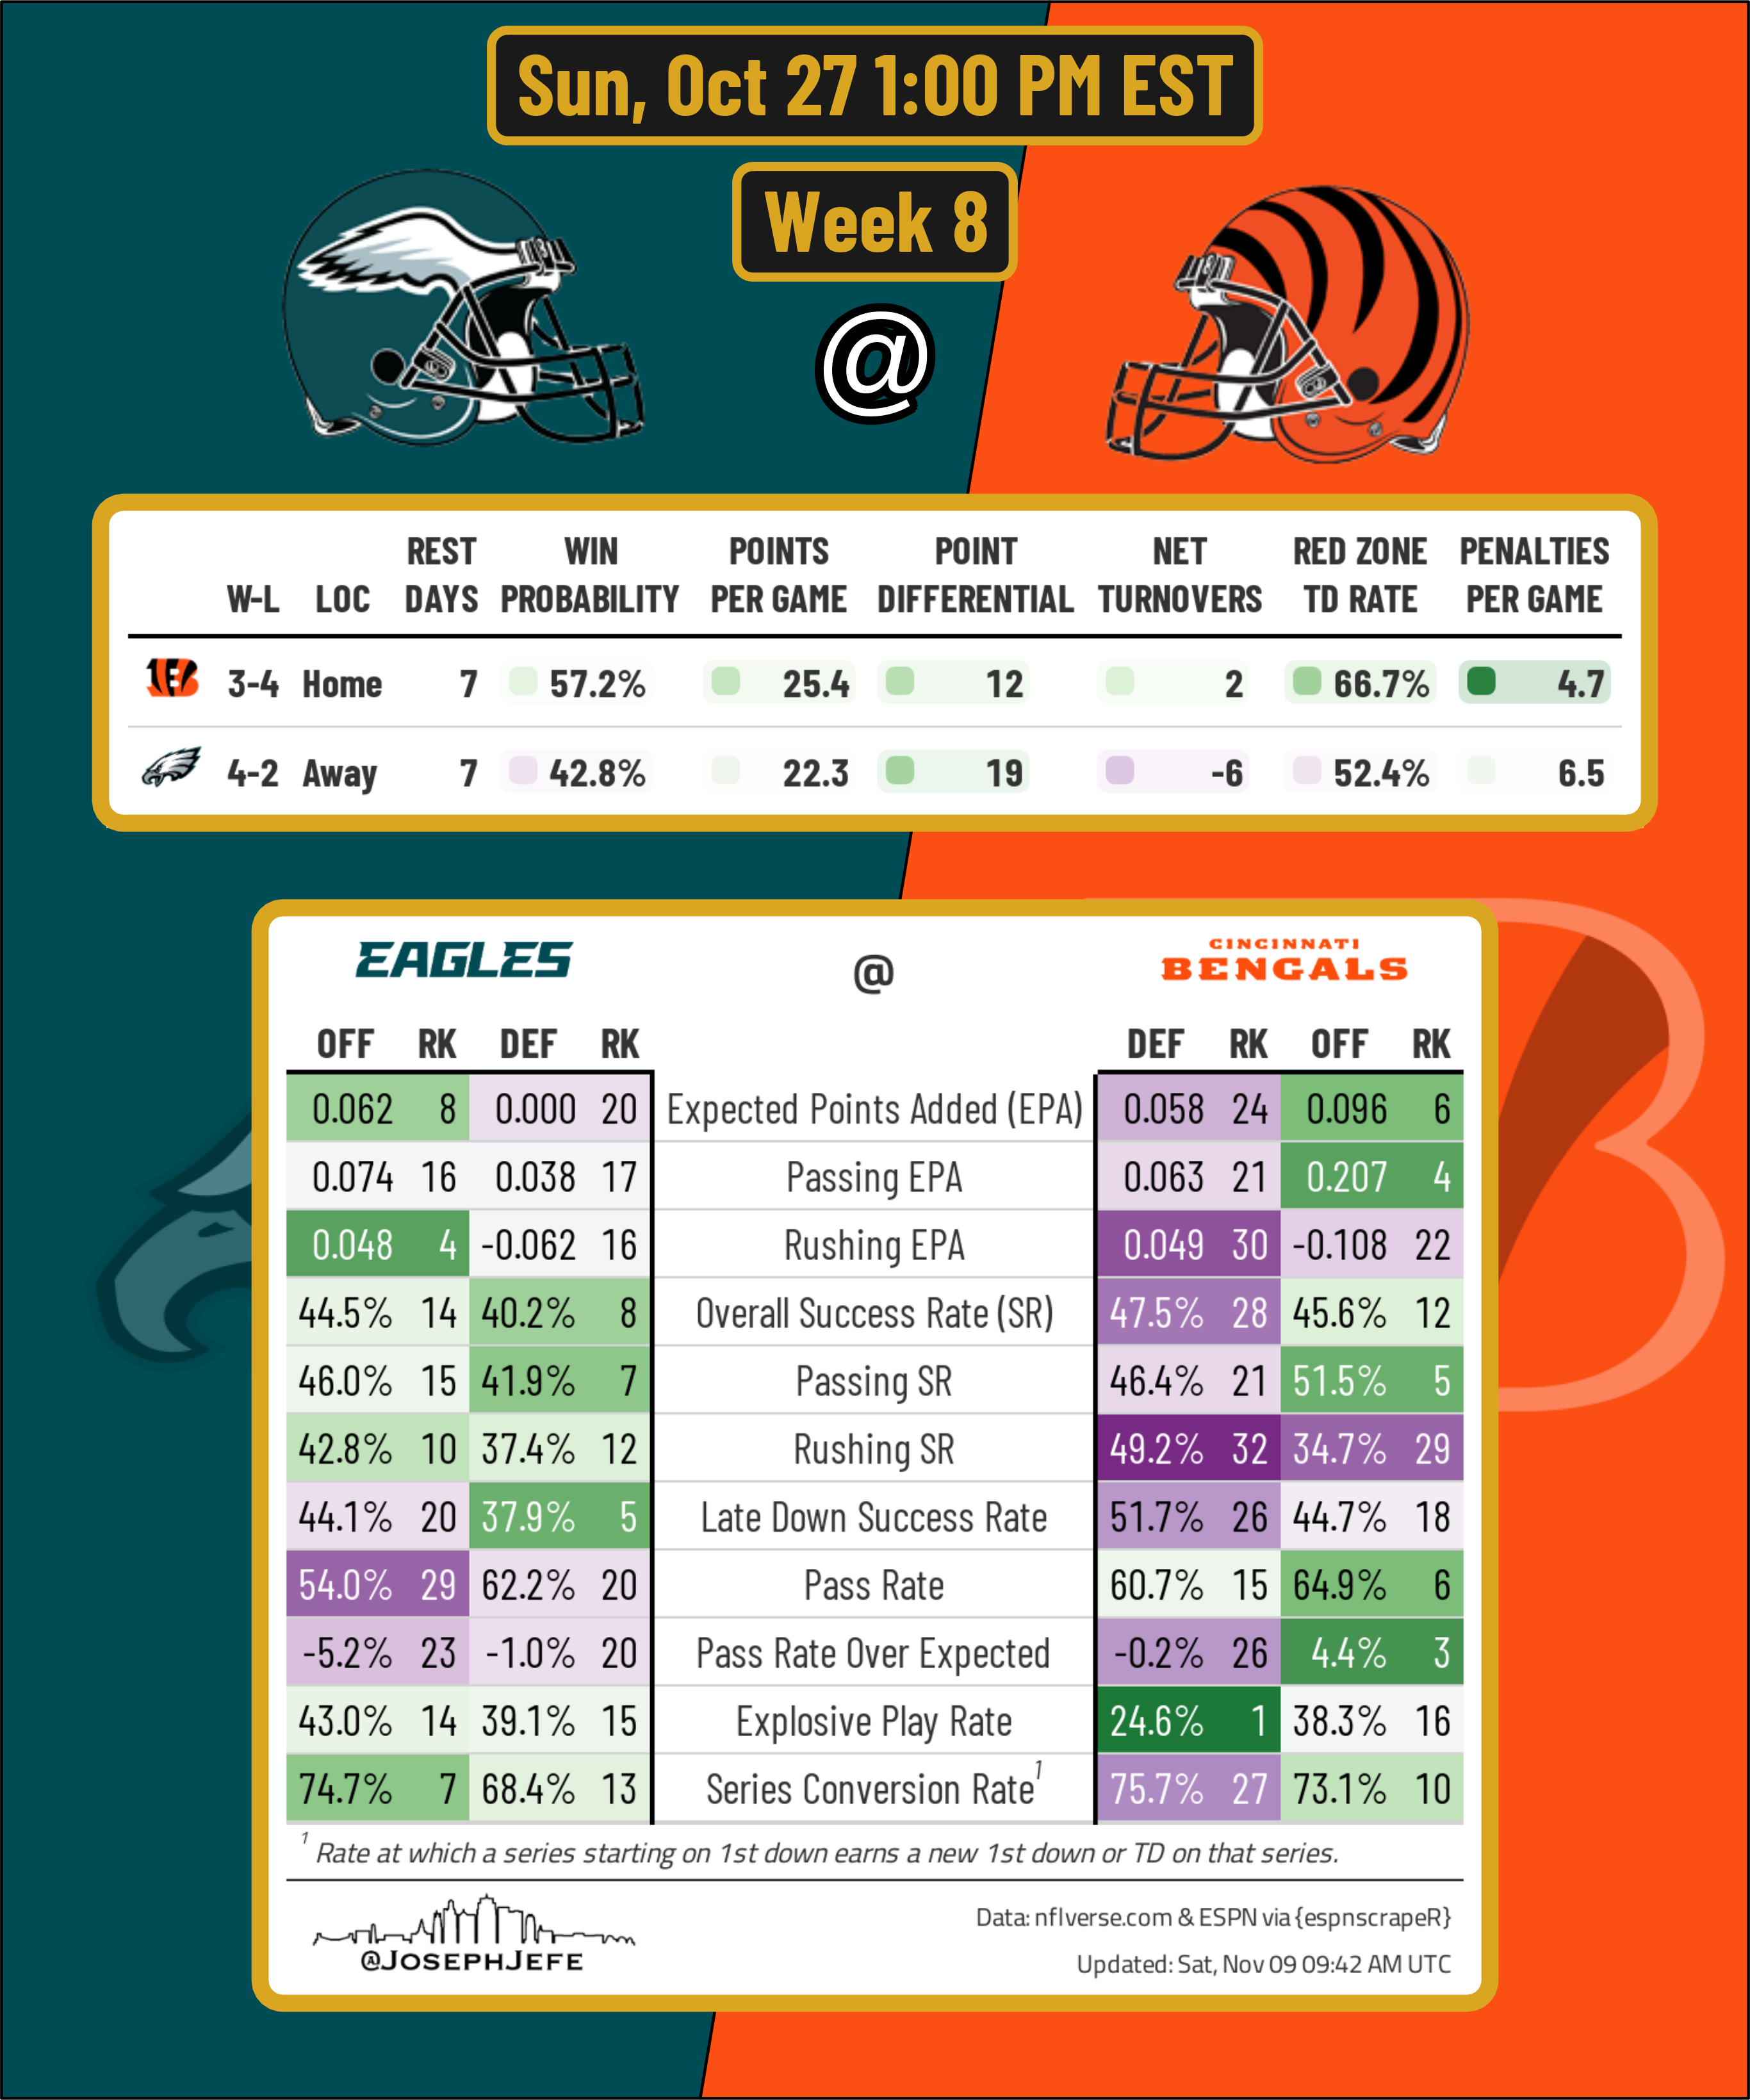 Sun, Oct 27 1:00 PM EST
Week 8
@
REST WIN POINTS POINT NET RED ZONE PENALTIES
W-L LOC DAYS PROBABILITY PER GAME DIFFERENTIAL TURNOVERS TD RATE PER GAME
3-4 Home 7 57.2% 25.4 12 2 66.7% 4.7
4-2 Away 7 42.8% 22.3 19 -6 52.4% 6.5
EAGLES @ CINCINNATI
BENGALS
OFF RK DEF RK DEF RK OFF RK
0.062 8 0.000 20 Expected Points Added (EPA) 0.058 24 0.096 6
0.074 16 0.038 17 Passing EPA 0.063 21 0.207 4
0.048 4 -0.062 16 Rushing EPA 0.049 30 -0.108 22
44.5% 14 40.2% 8 Overall Success Rate (SR) 47.5% 28 45.6% 12
46.0% 15 41.9% 7 Passing SR 46.4% 21 51.5% 5
42.8% 10 37.4% 12 Rushing SR 49.2% 32 34.7% 29
44.1% 20 37.9% 5 Late Down Success Rate 51.7% 26 44.7% 18
54.0% 29 62.2% 20 Pass Rate 60.7% 15 64.9% 6
-5.2% 23 -1.0% 20 Pass Rate Over Expected -0.2% 26 4.4% 3
43.0% 14 39.1% 15 Explosive Play Rate 24.6% 1 38.3% 16
74.7% 7 68.4% 13 Series Conversion Rate¹ 75.7% 27 73.1% 10
¹ Rate at which a series starting on 1st down earns a new 1st down or TD on that series.
@JOSEPHJEFE
Data: nflverse.com & ESPN via {espnscrapeR}
Updated: Sat, Nov 09 09:42 AM UTC